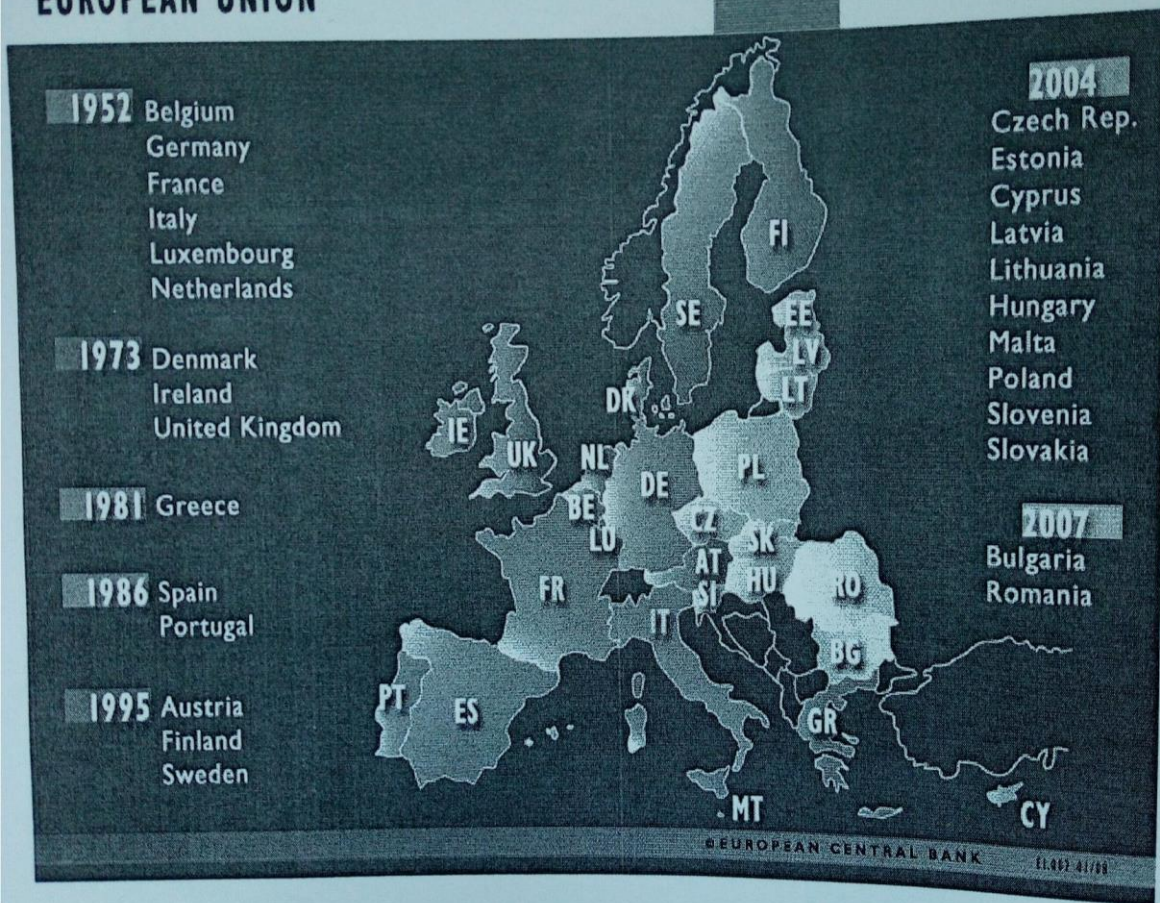 EUROPEAN UNION
1952 Belgium
Germany
France
Italy
Luxembourg
Netherlands
1973 Denmark
Ireland
United Kingdom
1981 Greece
1986 Spain
Portugal
1995 Austria
Finland
Sweden
FI
SE
EE
LV
LT
DK
IE
UK
NL
DE
PL
BE
CZ
LU
SK
AT
FR
HU
RO
SI
IT
BG
PT
ES
GR
MT
CY
2004
Czech Rep.
Estonia
Cyprus
Latvia
Lithuania
Hungary
Malta
Poland
Slovenia
Slovakia
2007
Bulgaria
Romania
©EUROPEAN CENTRAL BANK